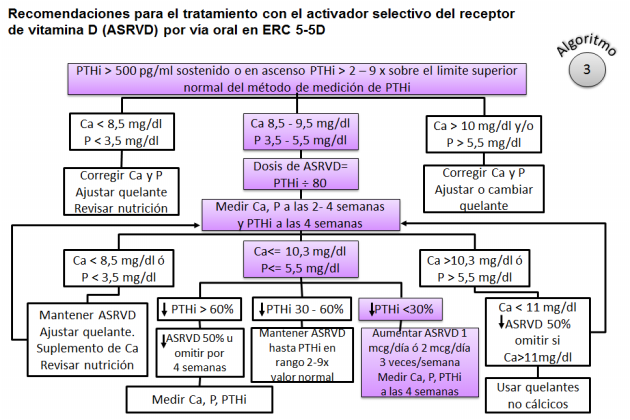 Recomendaciones para el tratamiento con el activador selectivo del receptor
de vitamina D (ASRVD) por via oral en ERC 5-5D
Algoritmo
3
PTHi > 500 pg/ml sostenido o en ascenso PTHi > 2 – 9 x sobre el limite superior
normal del método de medición de PTHi
Ca < 8,5 mg/dl
P < 3,5 mg/dl
Ca 8,5 - 9,5 mg/dl
P 3,5 - 5,5 mg/dl
Ca > 10 mg/dl y/o
P > 5,5 mg/dl
Corregir Ca y P
Ajustar quelante
Revisar nutrición
Dosis de ASRVD=
PTHi ÷ 80
Corregir Ca y P
Ajustar o cambiar
quelante
Medir Ca, P a las 2- 4 semanas
y PTHi a las 4 semanas
Ca < 8,5 mg/dl ó
P < 3,5 mg/dl
Ca<= 10,3 mg/dl
P<= 5,5 mg/dl
Ca >10,3 mg/dl ó
P > 5,5 mg/dl
Mantener ASRVD
Ajustar quelante.
Suplemento de Ca
Revisar nutrición
↓ PTHi > 60%
↓ PTHi 30 - 60%
↓PTHi <30%
Ca < 11 mg/dl
↓ASRVD 50%
omitir si
Ca>11mg/dl
↓ASRVD 50% u
omitir por
4 semanas
Mantener ASRVD
hasta PTHi en
rango 2-9x
valor normal
Aumentar ASRVD 1
mcg/día ó 2 mcg/día
3 veces/semana
Medir Ca, P, PTHi
a las 4 semanas
Medir Ca, P, PTHi
Usar quelantes
no cálcicos